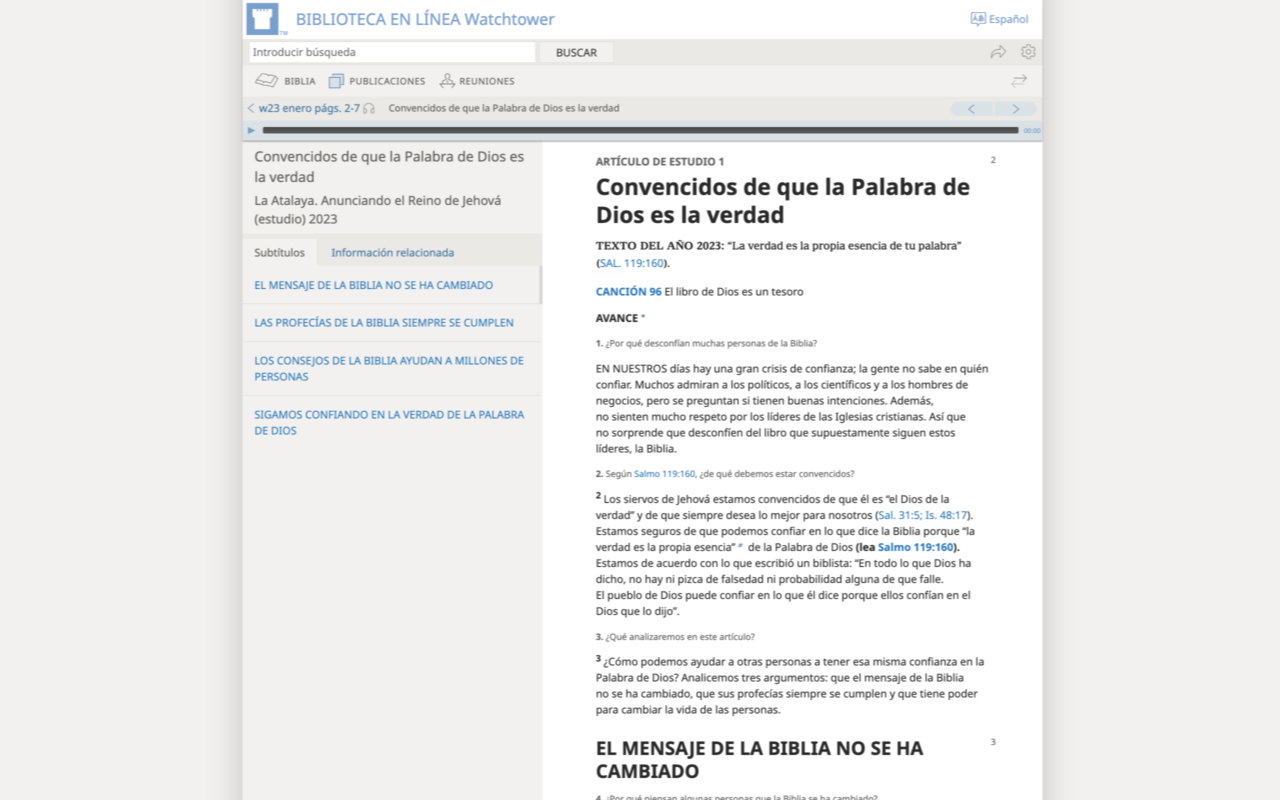 BIBLIOTECA EN LÍNEA Watchtower
TM
Español
Introducir búsqueda
BUSCAR
BIBLIA
PUBLICACIONES
REUNIONES
w23 enero págs. 2-7
Convencidos de que la Palabra de Dios es la verdad
00:00
Convencidos de que la Palabra de Dios es
la verdad
La Atalaya. Anunciando el Reino de Jehová
(estudio) 2023
Subtítulos
Información relacionada
EL MENSAJE DE LA BIBLIA NO SE HA CAMBIADO
LAS PROFECÍAS DE LA BIBLIA SIEMPRE SE CUMPLEN
LOS CONSEJOS DE LA BIBLIA AYUDAN A MILLONES DE
PERSONAS
SIGAMOS CONFIANDO EN LA VERDAD DE LA PALABRA
DE DIOS
ARTÍCULO DE ESTUDIO 1
2
Convencidos de que la Palabra de
Dios es la verdad
TEXTO DEL AÑO 2023: “La verdad es la propia esencia de tu palabra”
(SAL. 119:160).
CANCIÓN 96 El libro de Dios es un tesoro
AVANCE *
1. ¿Por qué desconfían muchas personas de la Biblia?
EN NUESTROS días hay una gran crisis de confianza; la gente no sabe en quién
confiar. Muchos admiran a los políticos, a los científicos y a los hombres de
negocios, pero se preguntan si tienen buenas intenciones. Además,
no sienten mucho respeto por los líderes de las Iglesias cristianas. Así que
no sorprende que desconfíen del libro que supuestamente siguen estos
líderes, la Biblia.
2. Según Salmo 119:160, ¿de qué debemos estar convencidos?
2 Los siervos de Jehová estamos convencidos de que él es “el Dios de la
verdad” y de que siempre desea lo mejor para nosotros (Sal. 31:5; Is. 48:17).
Estamos seguros de que podemos confiar en lo que dice la Biblia porque “la
verdad es la propia esencia” * de la Palabra de Dios (lea Salmo 119:160).
Estamos de acuerdo con lo que escribió un biblista: “En todo lo que Dios ha
dicho, no hay ni pizca de falsedad ni probabilidad alguna de que falle.
El pueblo de Dios puede confiar en lo que él dice porque ellos confían en el
Dios que lo dijo”.
3. ¿Qué analizaremos en este artículo?
3 ¿Cómo podemos ayudar a otras personas a tener esa misma confianza en la
Palabra de Dios? Analicemos tres argumentos: que el mensaje de la Biblia
no se ha cambiado, que sus profecías siempre se cumplen y que tiene poder
para cambiar la vida de las personas.
EL MENSAJE DE LA BIBLIA NO SE HA
3
CAMBIADO
4. ¿Por qué piensan algunas personas que la Biblia se ha cambiado?